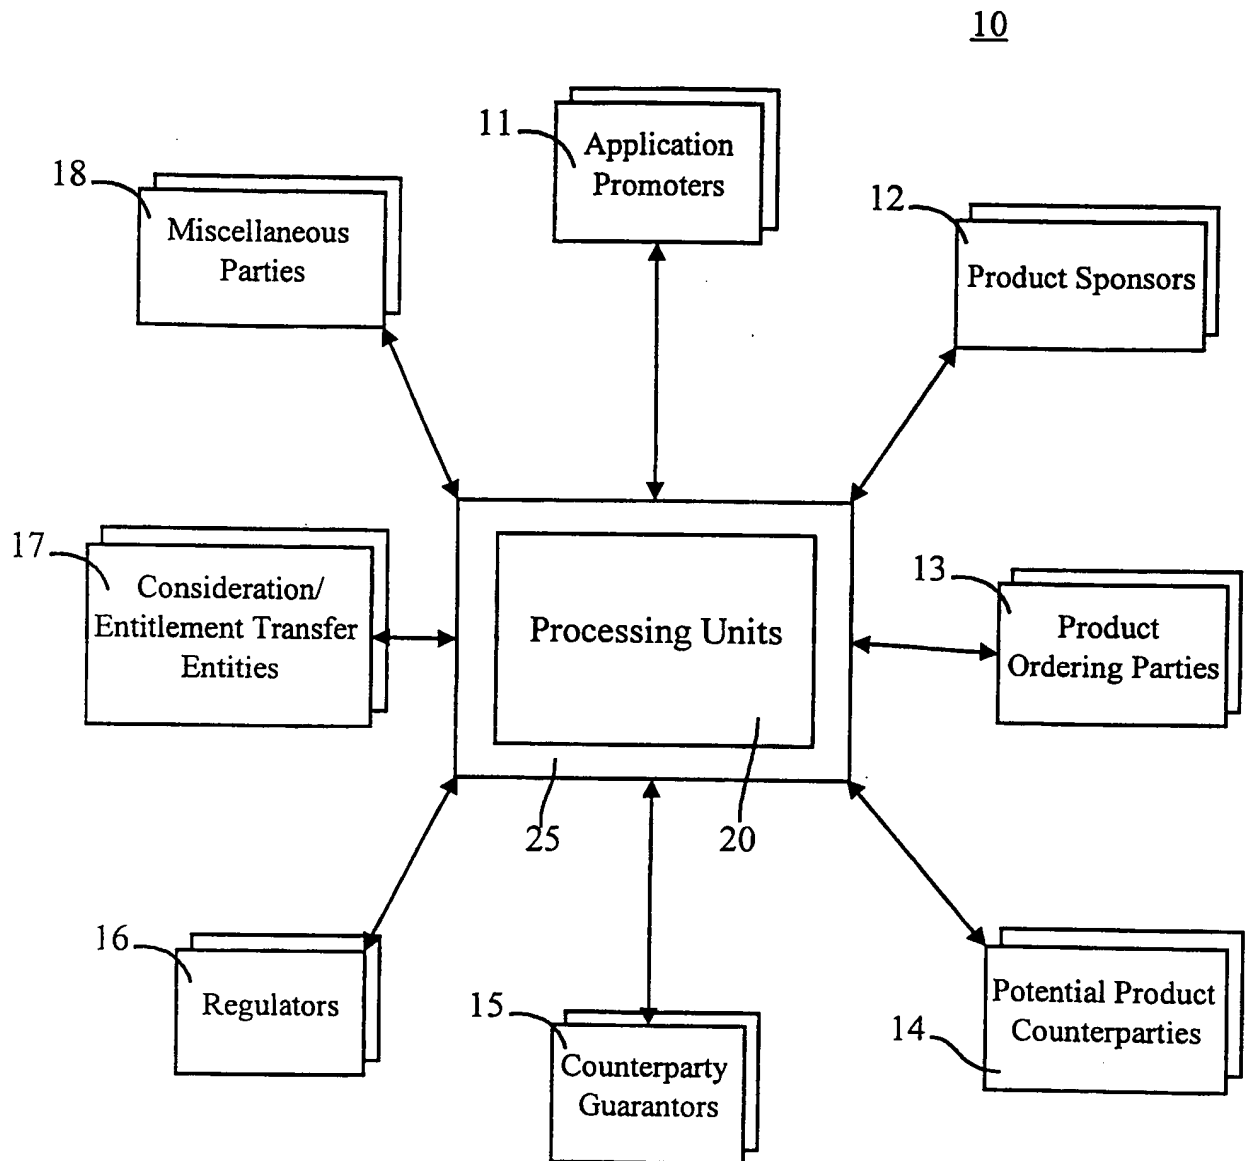 10
11
Application
Promoters
18
Miscellaneous
Parties
12
Product Sponsors
17
Consideration/
Entitlement Transfer
Entities
Processing Units
13
Product
Ordering Parties
25
20
16
Regulators
15
Counterparty
Guarantors
14
Potential Product
Counterparties